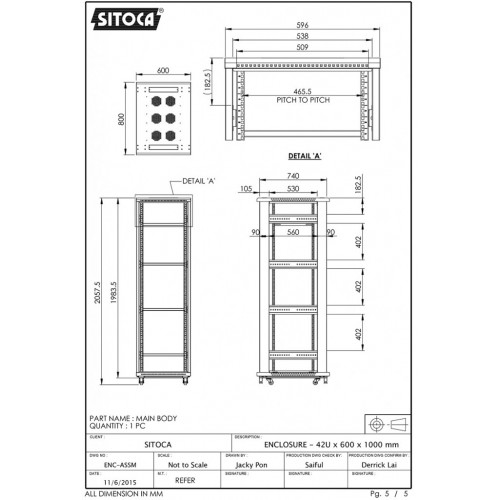 SITOCA
600
800
596
538
509
(182.5)
465.5
PITCH TO PITCH
DETAIL 'A'
DETAIL 'A'
740
105
530
182.5
90
560
90
402
402
402
2057.5
1983.5
PART NAME : MAIN BODY
QUANTITY : 1 PC
CLIENT :
SITOCA
DESCRIPTION :
ENCLOSURE - 42U x 600 x 1000 mm
DWG NO :
ENC-ASSM
SCALE :
Not to Scale
DRAWN BY :
Jacky Pon
PRODUCTION DWG CHECK BY :
Saiful
PRODUCTION CONFIRM BY :
Derrick Lai
DATE :
11/6/2015
M.T :
REFER
SIGNATURE :
SIGNATURE :
SIGNATURE :
ALL DIMENSION IN MM
Pg. 5 / 5